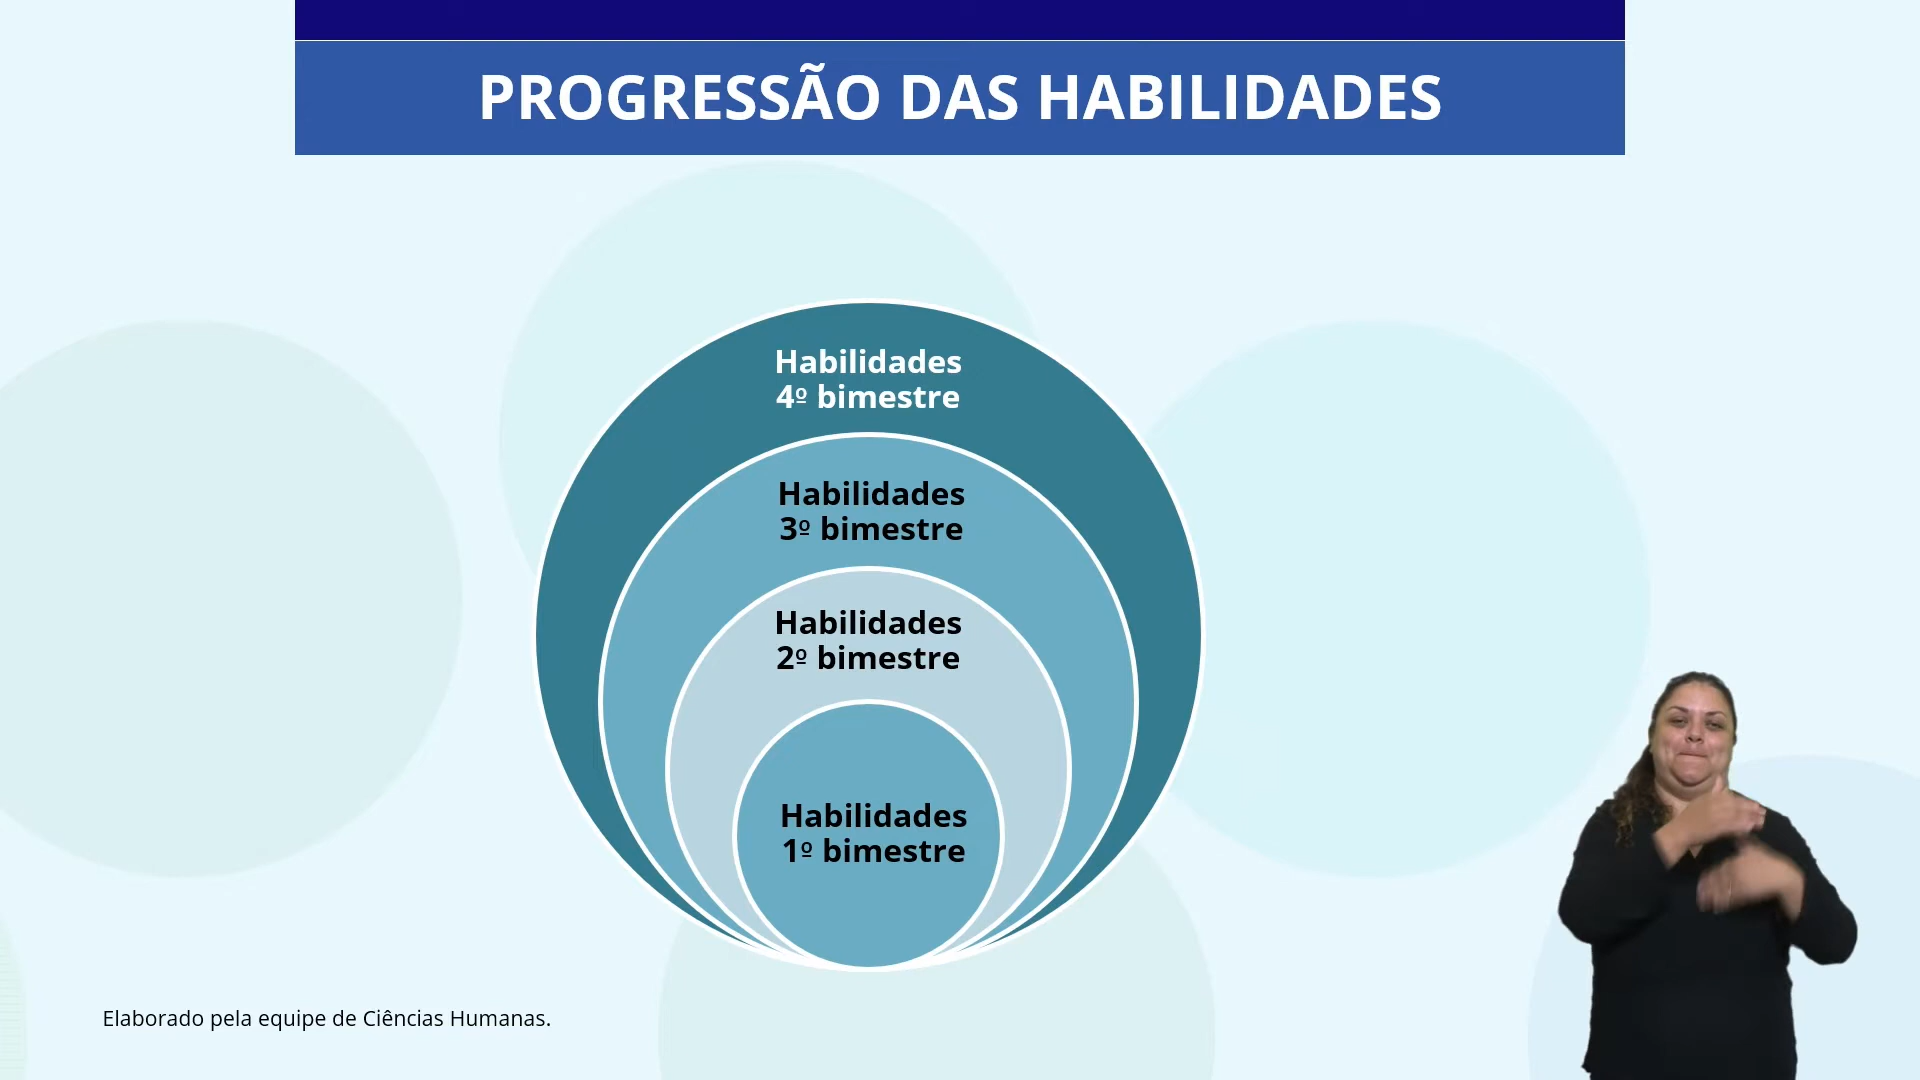 PROGRESSÃO DAS HABILIDADES
Habilidades
4º bimestre
Habilidades
3º bimestre
Habilidades
2º bimestre
Habilidades
1º bimestre
Elaborado pela equipe de Ciências Humanas.